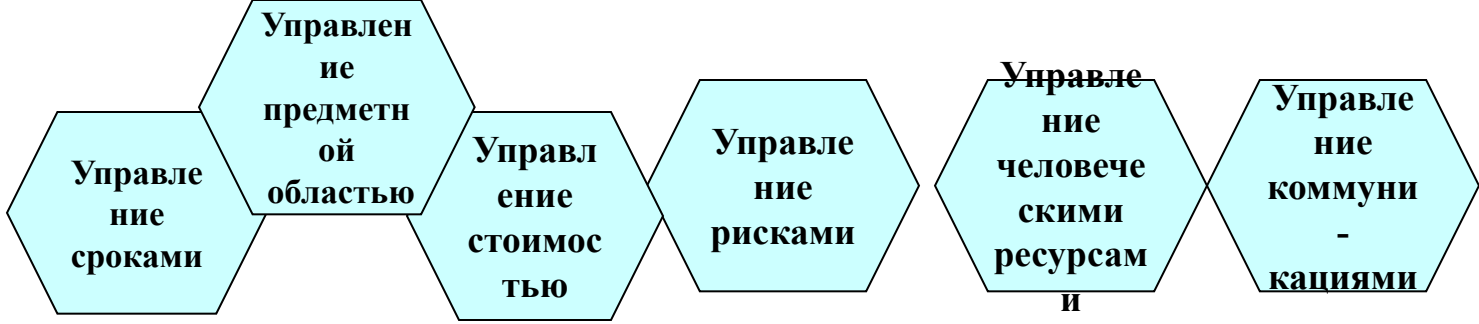 Управле
ние
сроками
Управлен
ие
предметн
ой
областью
Управл
ение
стоимос
тью
Управле
ние
рисками
Управле
ние
человече
скими
ресурсам
и
Управле
ние
коммуни
-
кациями